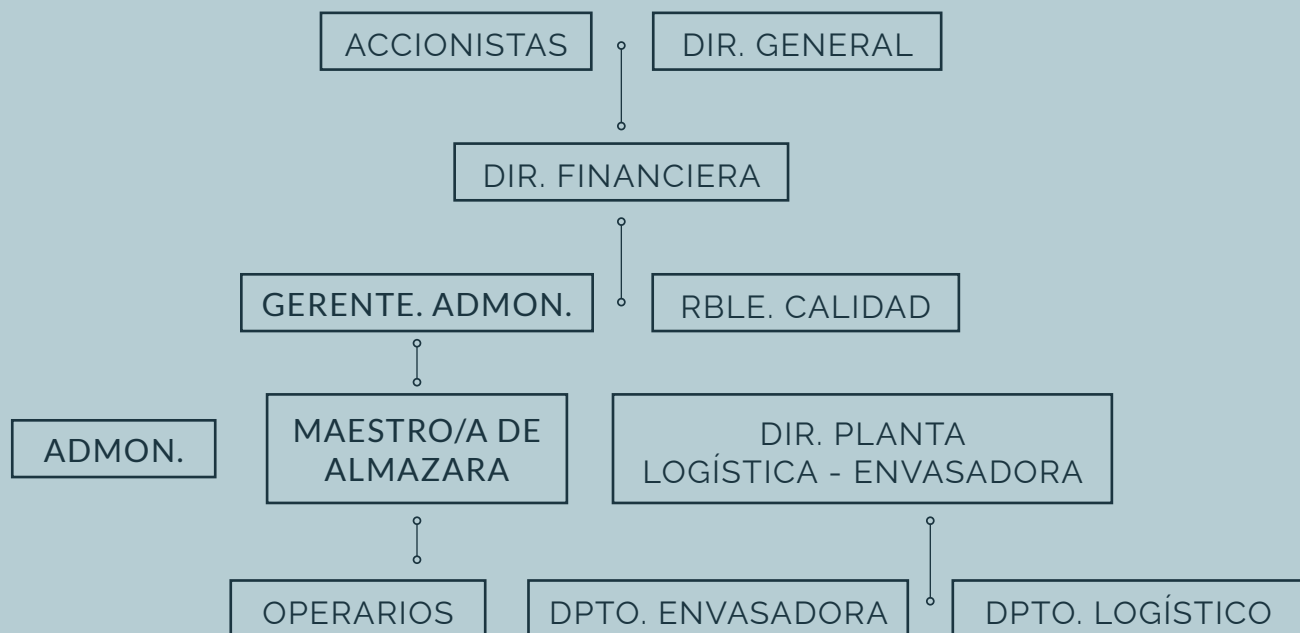 ACCIONISTAS
DIR. GENERAL
DIR. FINANCIERA
GERENTE. ADMON.
RBLE. CALIDAD
ADMON.
MAESTRO/A DE
ALMAZARA
DIR. PLANTA
LOGÍSTICA - ENVASADORA
OPERARIOS
DPTO. ENVASADORA
DPTO. LOGÍSTICO